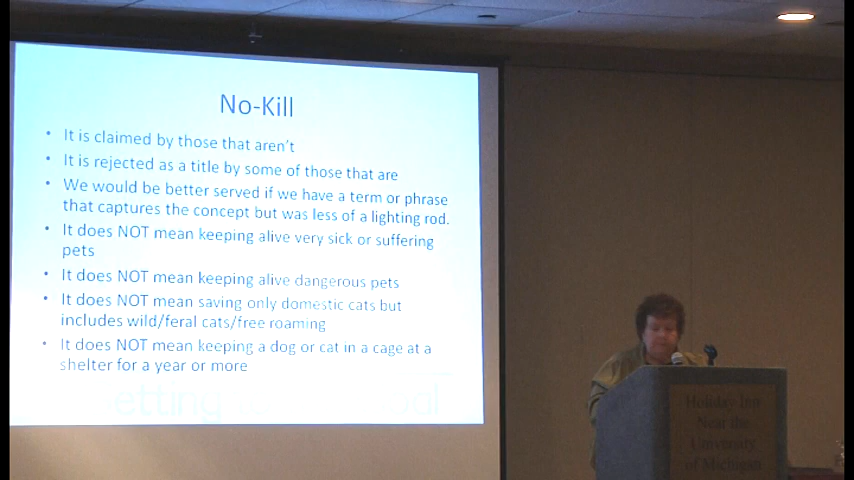 No-Kill
• It is claimed by those that aren't
• It is rejected as a title by some of those that are
• We would be better served if we have a term or phrase
that captures the concept but was less of a lighting rod.
• It does NOT mean keeping alive very sick or suffering
pets
• It does NOT mean keeping alive dangerous pets
• It does NOT mean saving only domestic cats but
includes wild/feral cats/free roaming
• It does NOT mean keeping a dog or cat in a cage at a
shelter for a year or more
Holiday Inn
Near the
University
of Michigan